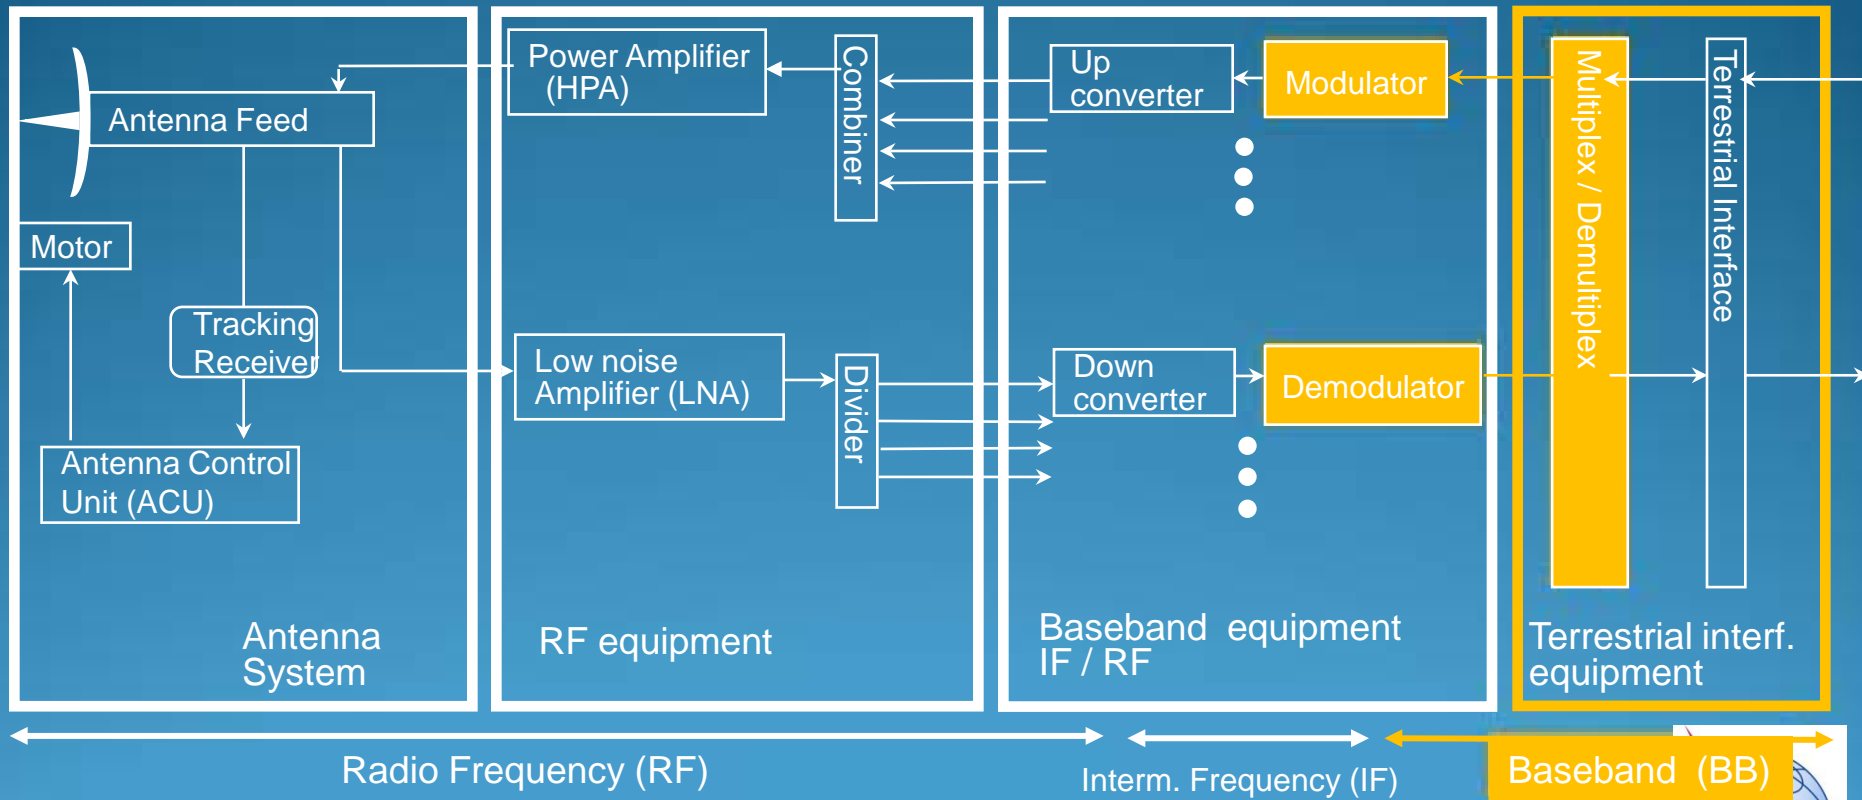 Power Amplifier
(HPA)
Combiner
Up
converter
Modulator
Multiplex / Demultiplex
Terrestrial Interface
Antenna Feed
Motor
Tracking
Receiver
Low noise
Amplifier (LNA)
Divider
Down
converter
Demodulator
Antenna Control
Unit (ACU)
Antenna
System
RF equipment
Baseband equipment
IF / RF
Terrestrial interf.
equipment
Radio Frequency (RF)
Interm. Frequency (IF)
Baseband (BB)